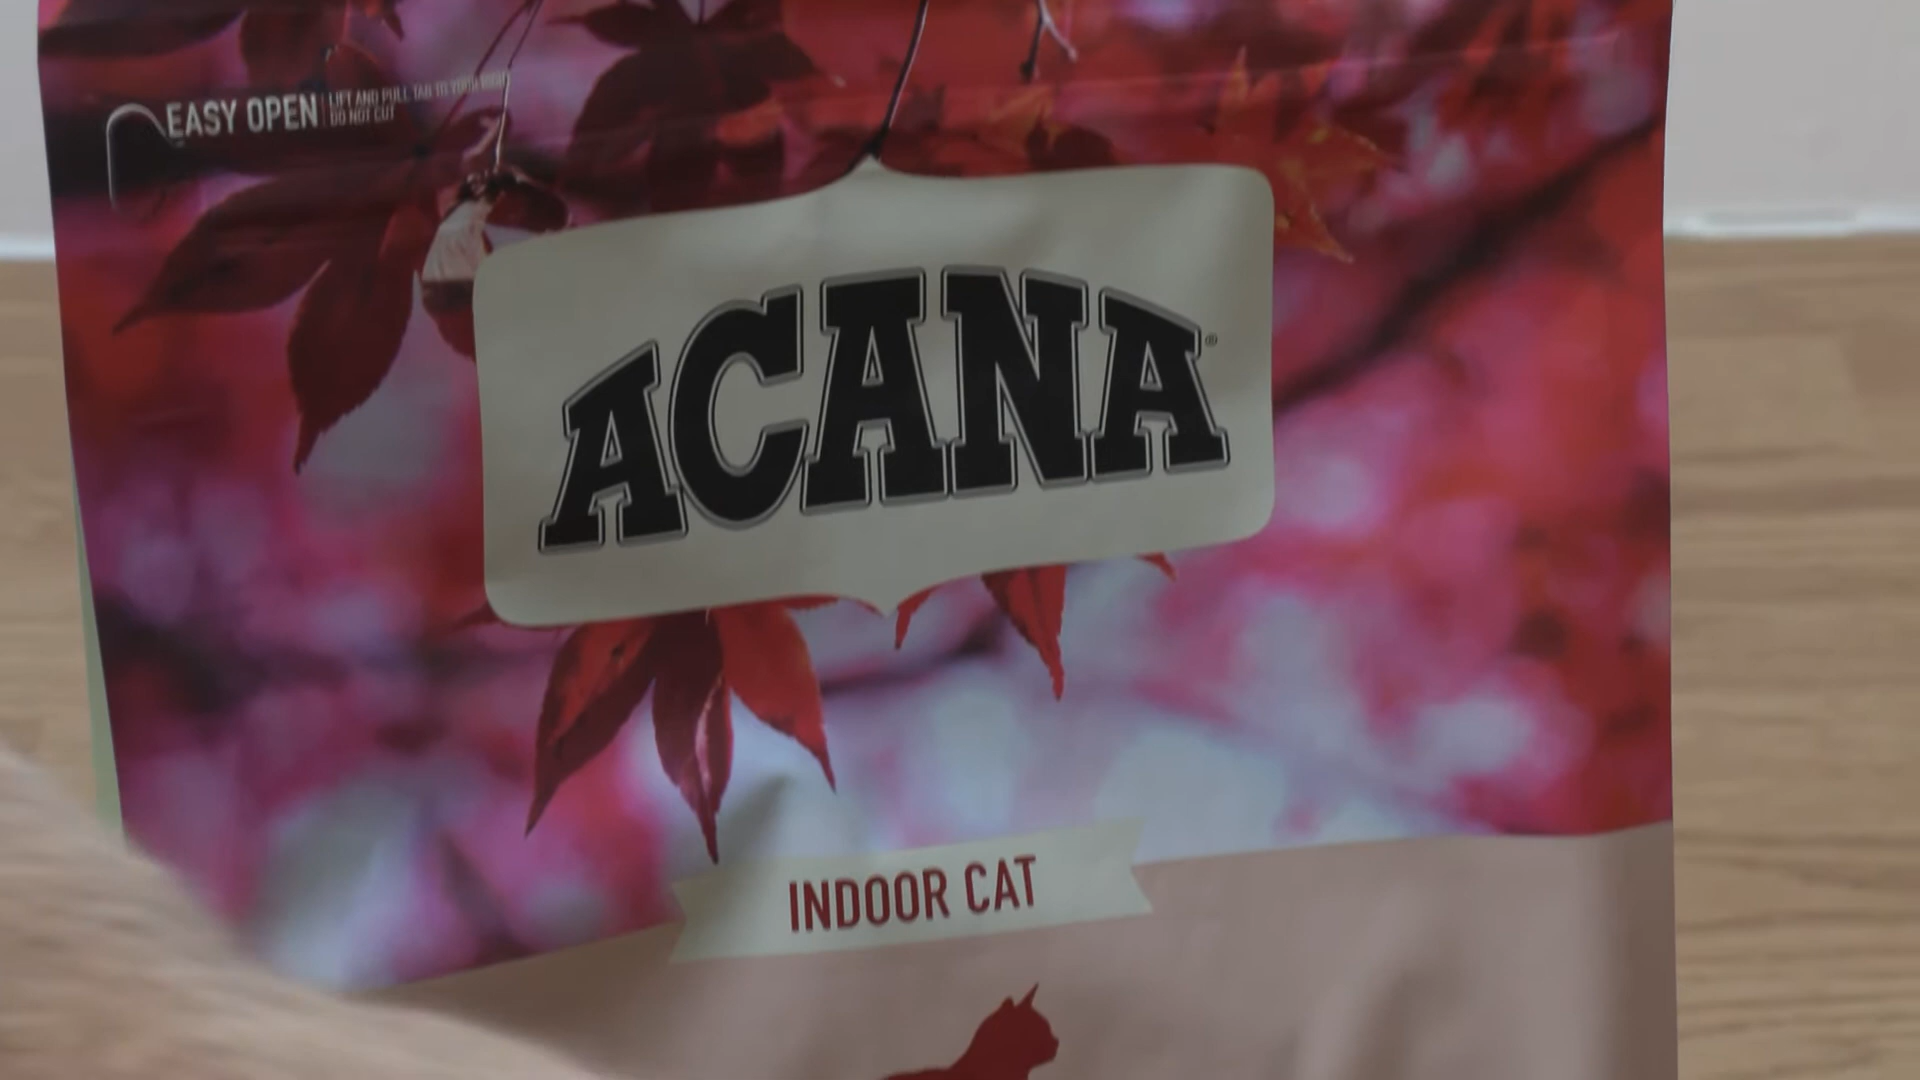 EASY OPEN
LIFT AND PULL TAB TO YOUR RIGHT
DO NOT CUT
ACANA®
INDOOR CAT